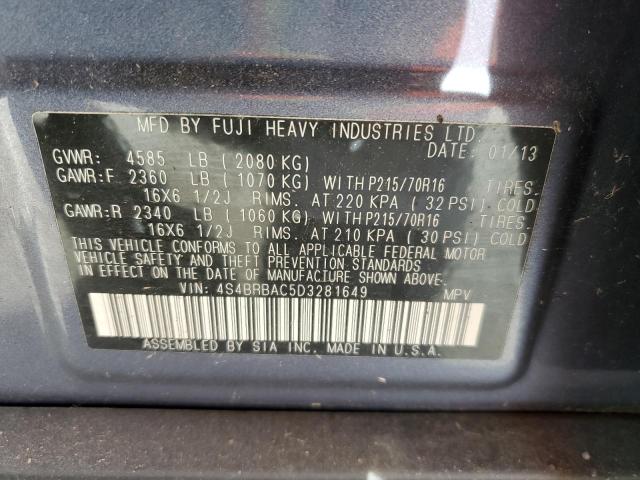 MFD BY FUJI HEAVY INDUSTRIES LTD.
DATE: 01/13
GVWR: 4585 LB (2080 KG)
GAWR:F 2360 LB (1070 KG) WITH P215/70R16 TIRES.
16X6 1/2J RIMS. AT 220 KPA (32 PSI) COLD
GAWR:R 2340 LB (1060 KG) WITH P215/70R16 TIRES.
16X6 1/2J RIMS. AT 210 KPA (30 PSI) COLD
THIS VEHICLE CONFORMS TO ALL APPLICABLE FEDERAL MOTOR
VEHICLE SAFETY AND THEFT PREVENTION STANDARDS IN EFFECT
ON THE DATE OF MANUFACTURE SHOWN ABOVE.
VIN: 4S4BRBAC5D3281649 MPV
ASSEMBLED BY SIA INC. MADE IN U.S.A.